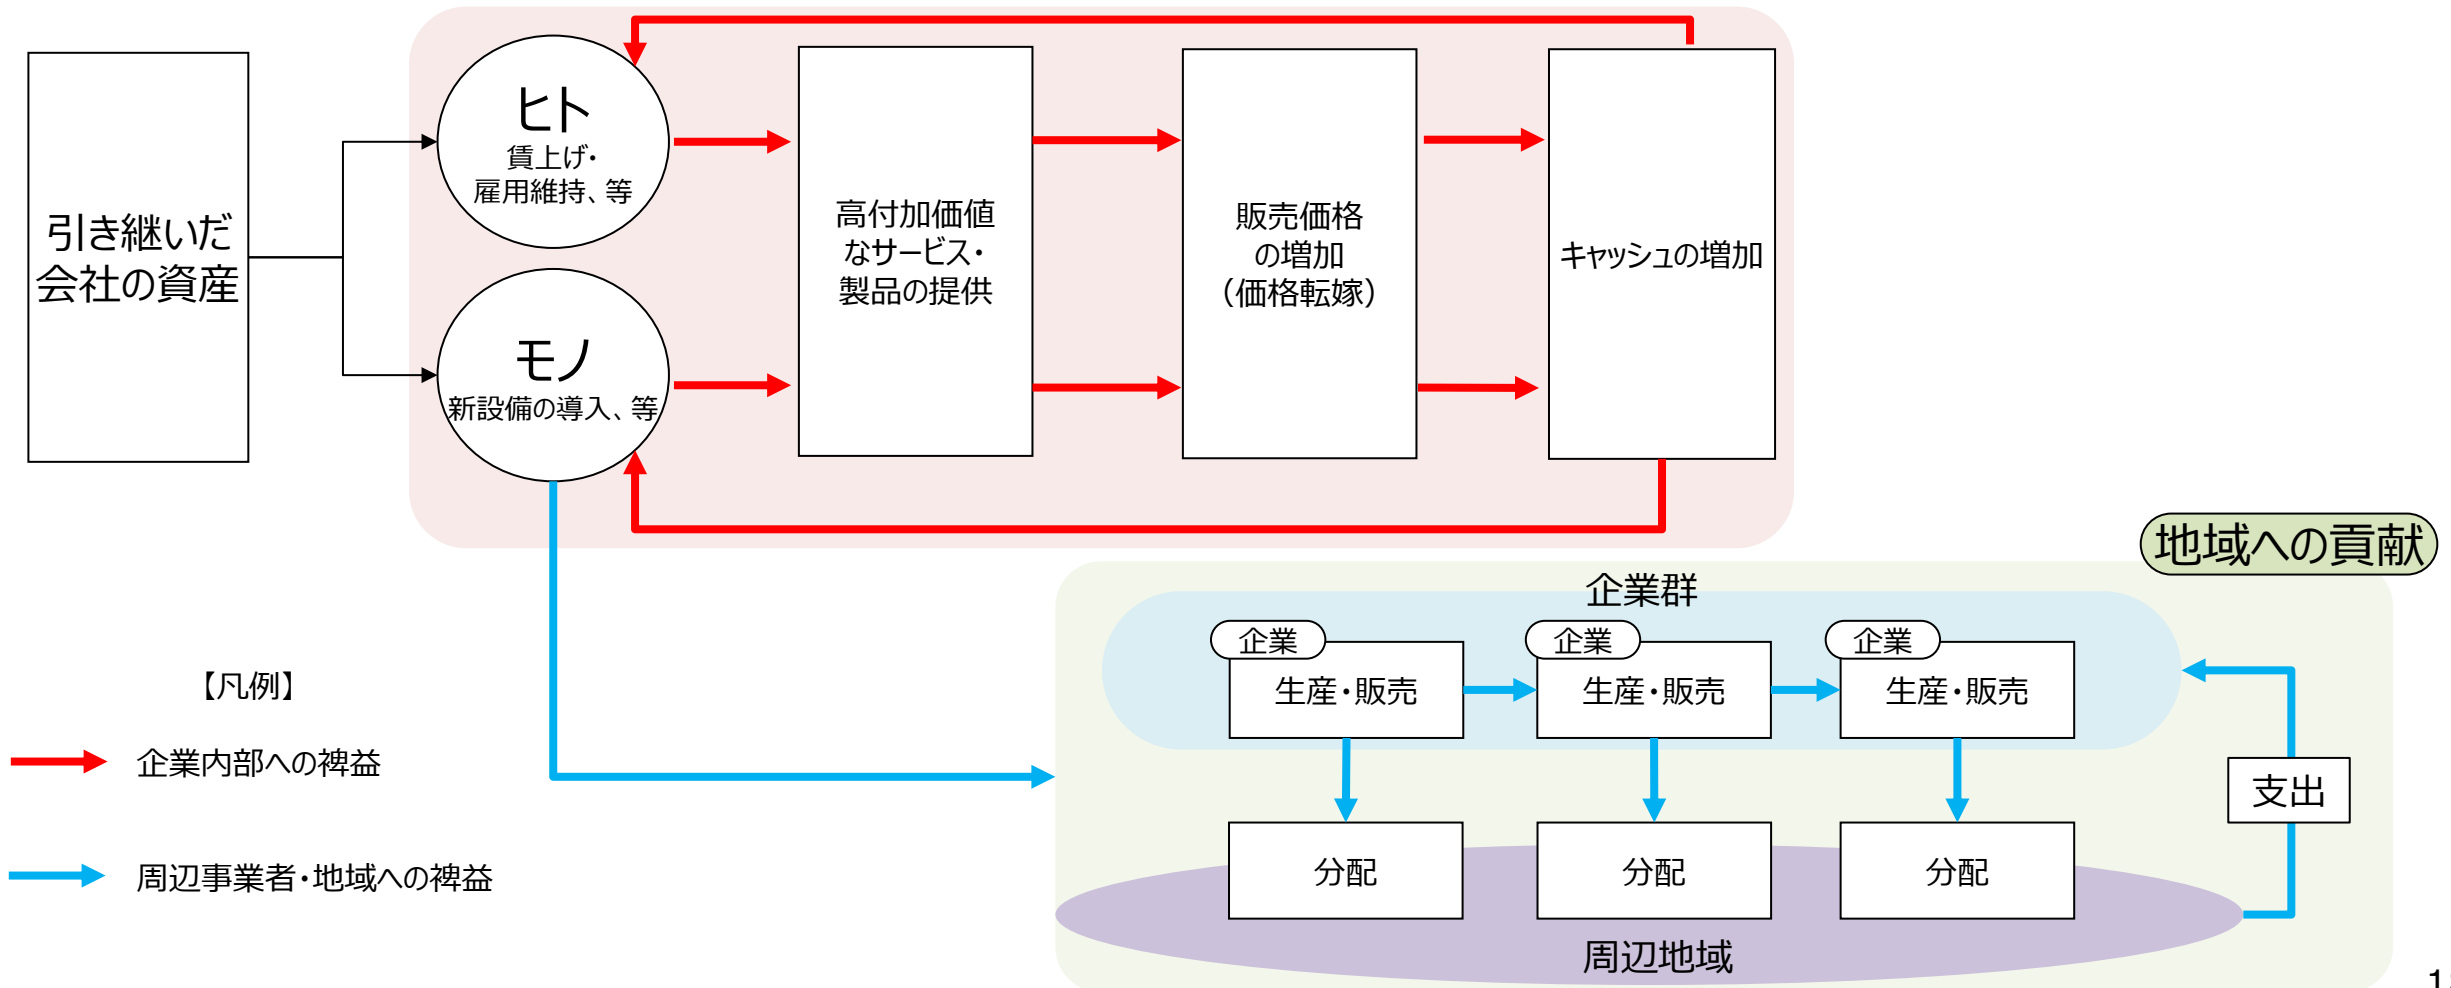 引き継いだ
会社の資産
ヒト
賃上げ・
雇用維持、等
モノ
新設備の導入、等
高付加価値
なサービス・
製品の提供
販売価格
の増加
（価格転嫁）
キャッシュの増加
地域への貢献
企業群
企業
生産・販売
企業
生産・販売
企業
生産・販売
支出
分配
分配
分配
周辺地域
【凡例】
企業内部への裨益
周辺事業者・地域への裨益